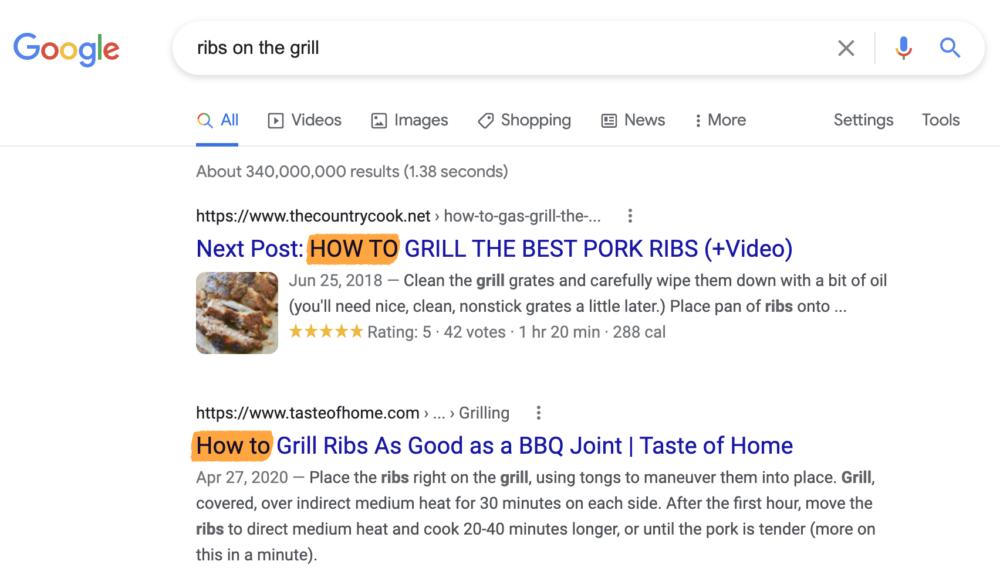 Google
ribs on the grill
All Videos Images Shopping News More Settings Tools
About 340,000,000 results (1.38 seconds)
https://www.thecountrycook.net › how-to-gas-grill-the-...
Next Post: HOW TO GRILL THE BEST PORK RIBS (+Video)
Jun 25, 2018 — Clean the grill grates and carefully wipe them down with a bit of oil
(you'll need nice, clean, nonstick grates a little later.) Place pan of ribs onto ...
★★★★★ Rating: 5 · 42 votes · 1 hr 20 min · 288 cal
https://www.tasteofhome.com › ... › Grilling
How to Grill Ribs As Good as a BBQ Joint | Taste of Home
Apr 27, 2020 — Place the ribs right on the grill, using tongs to maneuver them into place. Grill,
covered, over indirect medium heat for 30 minutes on each side. After the first hour, move the
ribs to direct medium heat and cook 20-40 minutes longer, or until the pork is tender (more on
this in a minute).